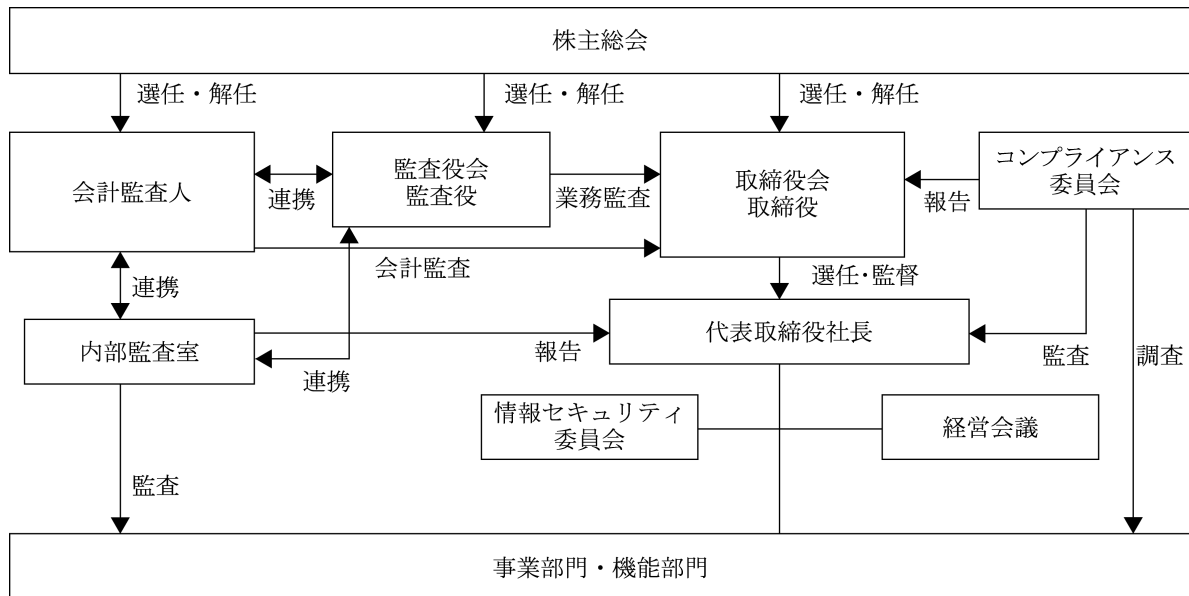 株主総会
選任・解任
選任・解任
選任・解任
会計監査人
連携
監査役会
監査役
業務監査
取締役会
取締役
報告
コンプライアンス
委員会
会計監査
連携
選任・監督
内部監査室
連携
報告
代表取締役社長
監査
調査
情報セキュリティ
委員会
経営会議
監査
事業部門・機能部門